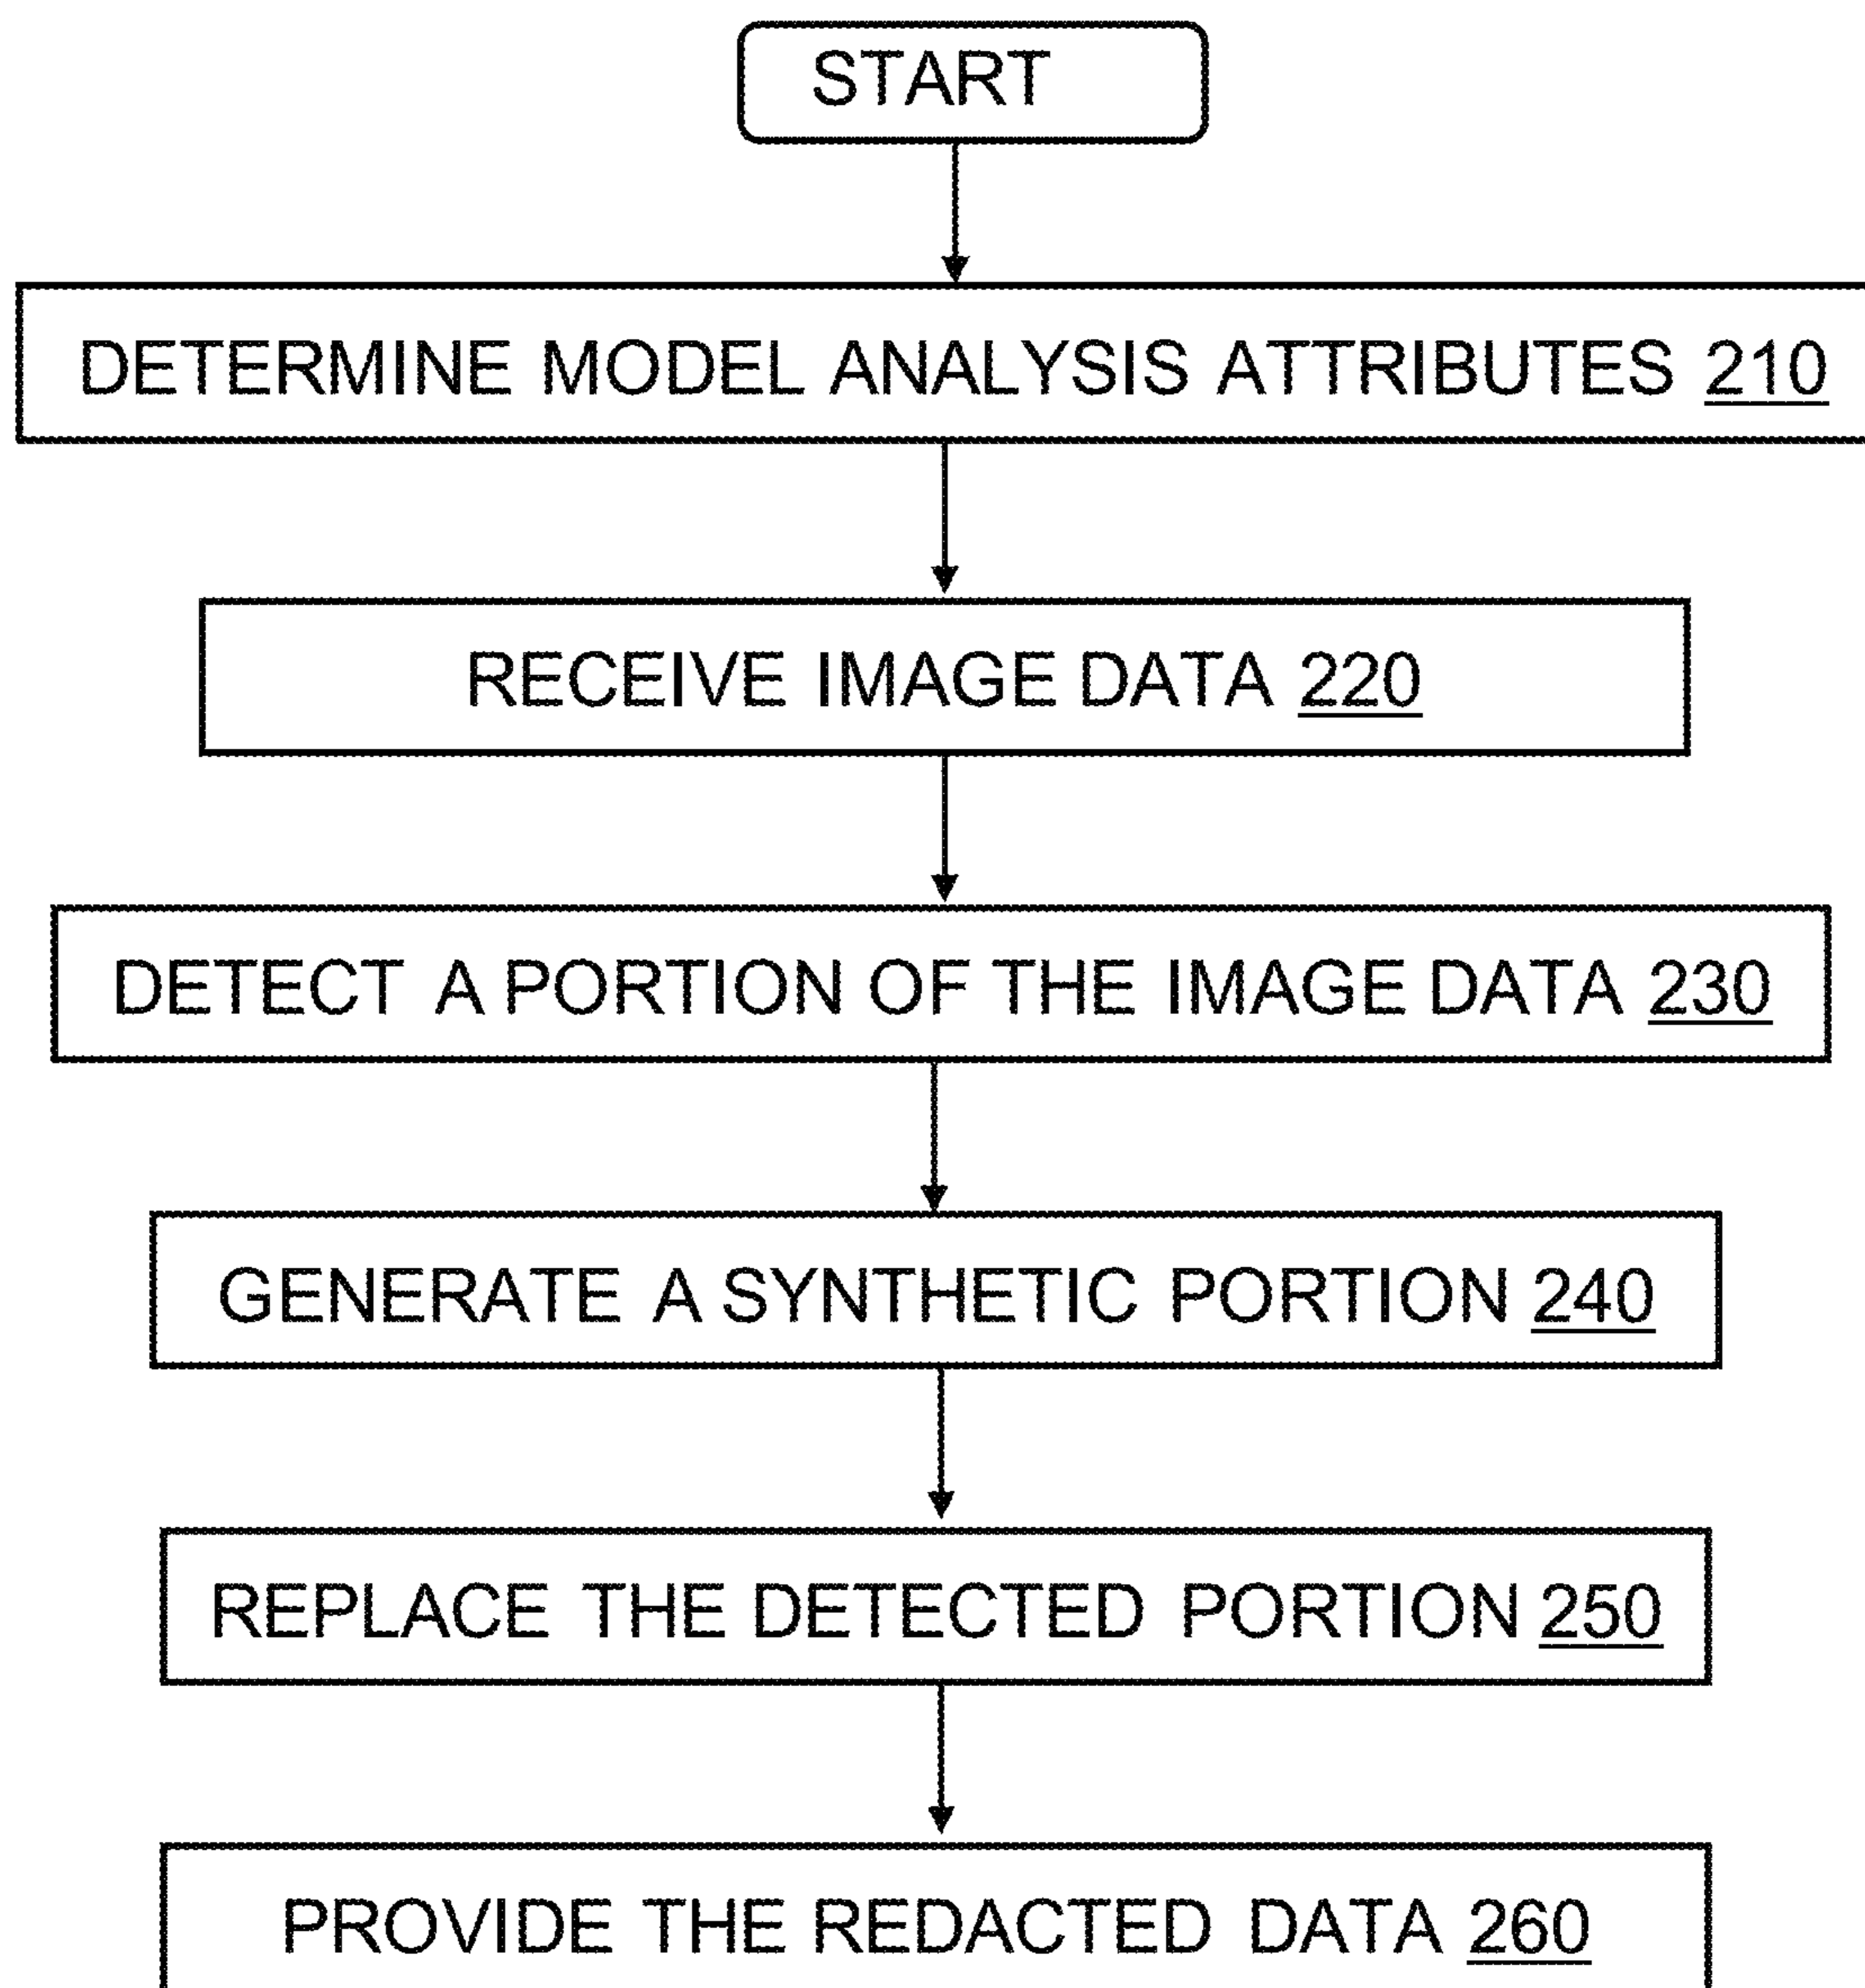 START
DETERMINE MODEL ANALYSIS ATTRIBUTES 210
RECEIVE IMAGE DATA 220
DETECT A PORTION OF THE IMAGE DATA 230
GENERATE A SYNTHETIC PORTION 240
REPLACE THE DETECTED PORTION 250
PROVIDE THE REDACTED DATA 260